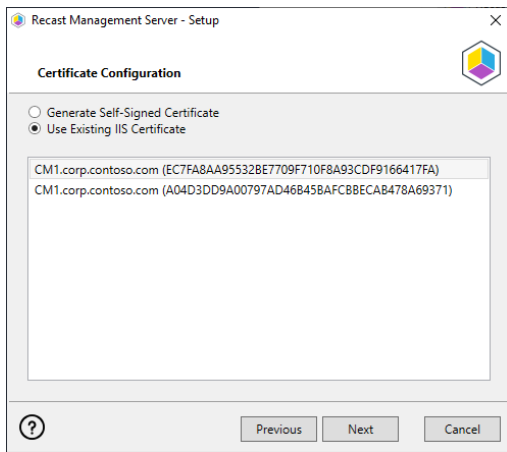 Recast Management Server - Setup
Certificate Configuration
Generate Self-Signed Certificate
Use Existing IIS Certificate
CM1.corp.contoso.com (EC7FA8AA95532BE7709F710F8A93CDF9166417FA)
CM1.corp.contoso.com (A04D3DD9A00797AD46B45BAFCBBECAB478A69371)
?
Previous Next Cancel